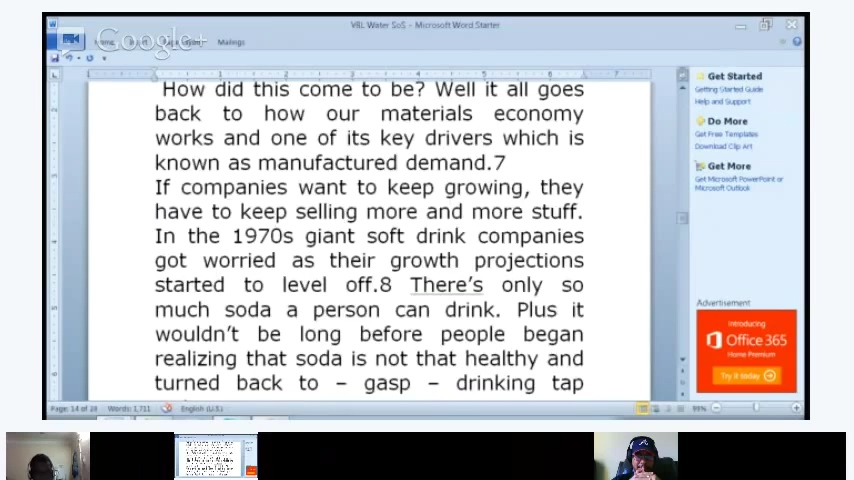 V&L Water SoS - Microsoft Word Starter
Google+
Mailings
How did this come to be? Well it all goes
back to how our materials economy
works and one of its key drivers which is
known as manufactured demand.7
If companies want to keep growing, they
have to keep selling more and more stuff.
In the 1970s giant soft drink companies
got worried as their growth projections
started to level off.8 There's only so
much soda a person can drink. Plus it
wouldn't be long before people began
realizing that soda is not that healthy and
turned back to – gasp – drinking tap
Get Started
Getting Started Guide
Help and Support
Do More
Get Free Templates
Download Clip Art
Get More
Get Microsoft PowerPoint or
Microsoft Outlook
Advertisement
Introducing
Office 365
Home Premium
Try it today
Page: 14 of 28 Words: 1,711 English (U.S.) 99%